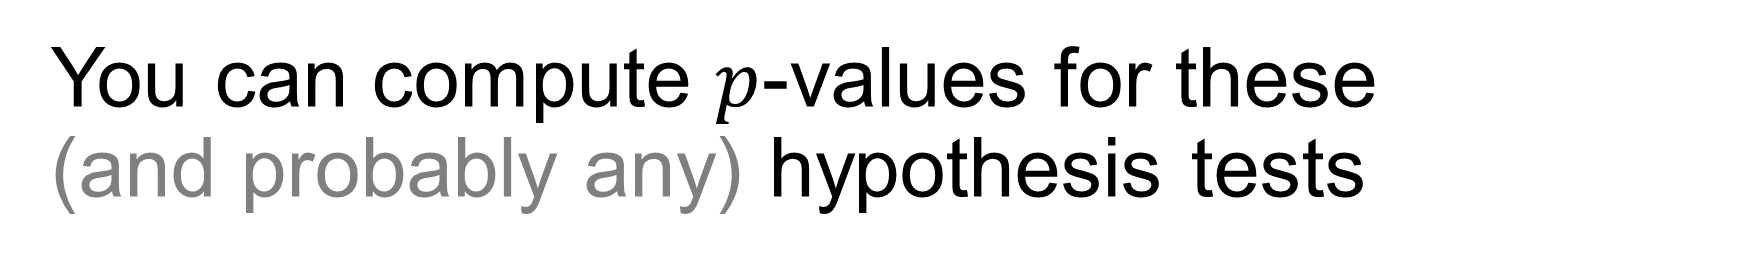 You can compute p-values for these
(and probably any) hypothesis tests